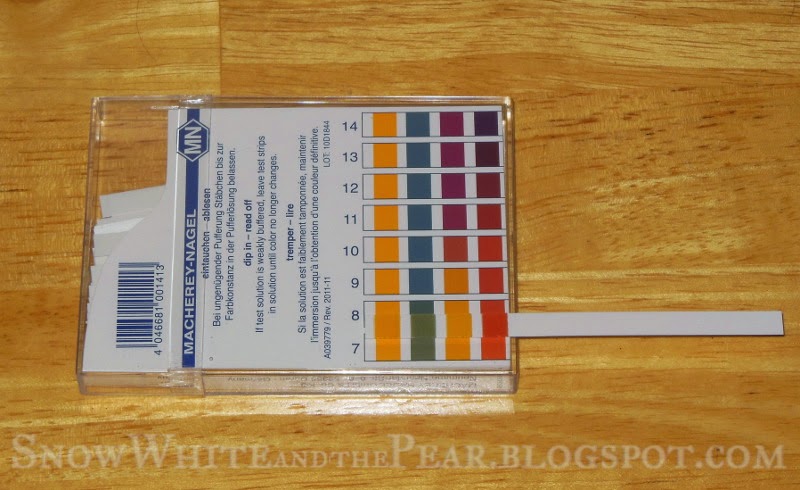 MN
MACHEREY-NAGEL
eintauchen – ablesen
Bei ungenügender Pufferung Stäbchen bis zur
Farbkonstanz in der Pufferlösung belassen.
dip in – read off
If test solution is weakly buffered, leave test strips
in solution until color no longer changes.
tremper – lire
Si la solution est faiblement tamponnée, maintenir
l'immersion jusqu'à l'obtention d'une couleur définitive.
A039779 / Rev. 2011-11
LOT: 1001644
4 046681 001413
14
13
12
11
10
9
8
7
SNOWWHITEANDTHEPEAR.BLOGSPOT.COM